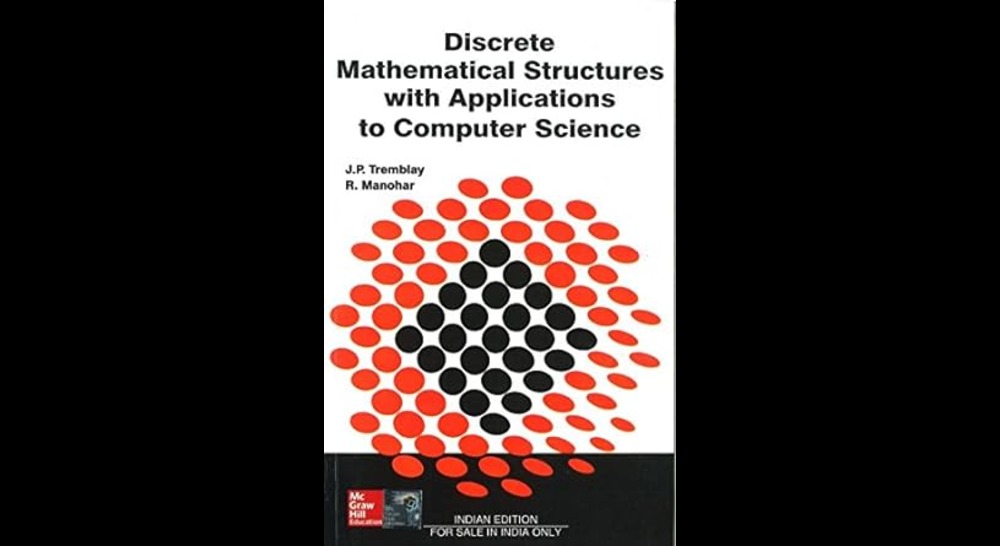 Discrete
Mathematical Structures
with Applications
to Computer Science
J.P. Tremblay
R. Manohar
Mc
Graw
Hill
Education
INDIAN EDITION
FOR SALE IN INDIA ONLY